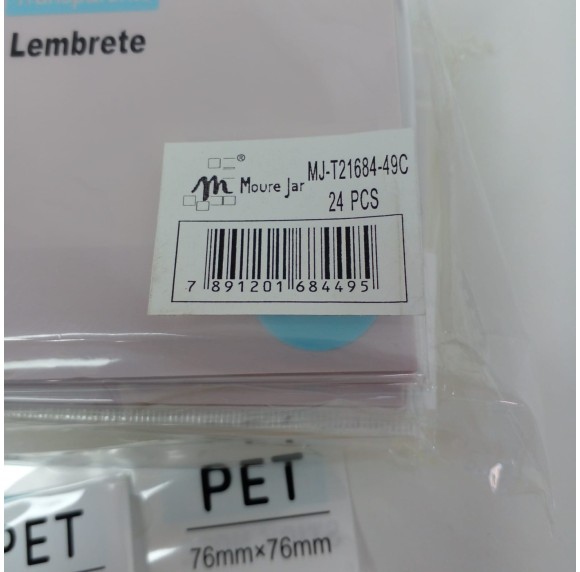 Lembrete
®
m Moure Jar
MJ-T21684-49C
24 PCS
7 891201 684495
PET
76mm×76mm
PET